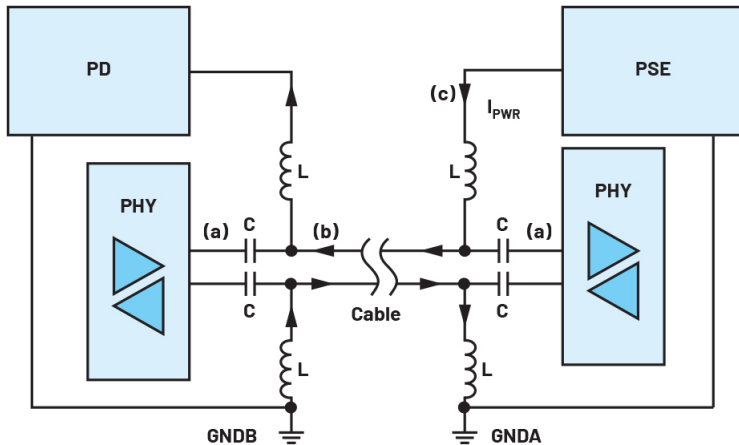 PD
PSE
(c)
I_PWR
L
L
PHY
PHY
(a)
C
(b)
C
(a)
C
C
Cable
L
L
GNDB
GNDA